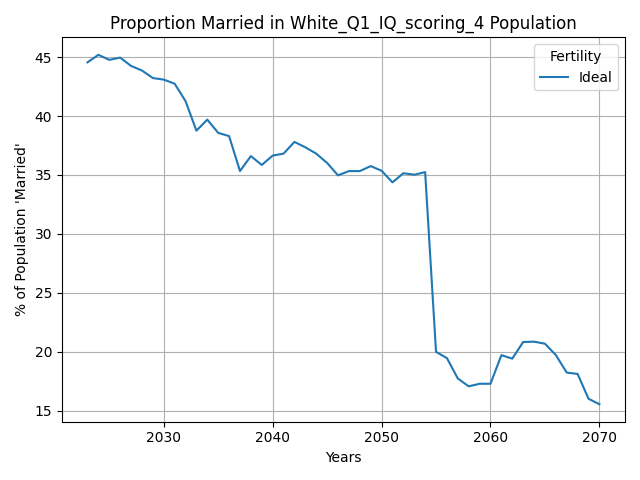 Proportion Married in White_Q1_IQ_scoring_4 Population
Fertility
Ideal
% of Population 'Married'
45
40
35
30
25
20
15
2030
2040
2050
2060
2070
Years